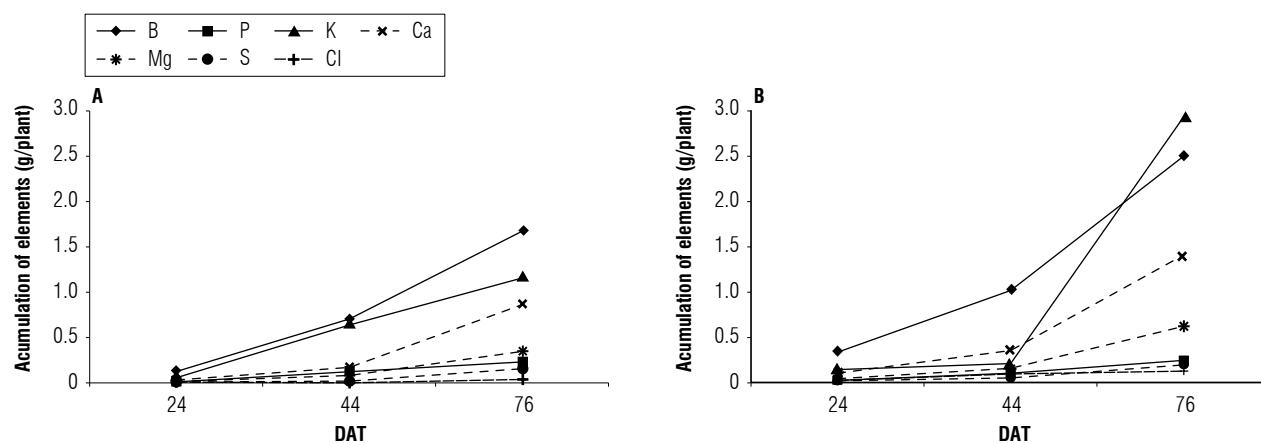 B P K Ca
Mg S Cl
A
Acumulation of elements (g/plant)
3.0
2.5
2.0
1.5
1.0
0.5
0
24 44 76
DAT
B
Acumulation of elements (g/plant)
3.0
2.5
2.0
1.5
1.0
0.5
0
24 44 76
DAT